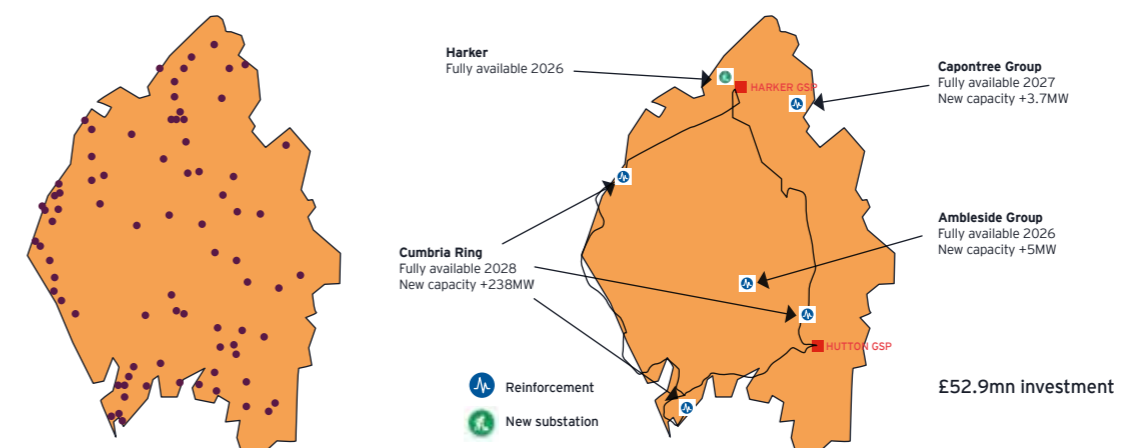 Harker
Fully available 2026
HARKER GSP
Capontree Group
Fully available 2027
New capacity +3.7MW
Ambleside Group
Fully available 2026
New capacity +5MW
Cumbria Ring
Fully available 2028
New capacity +238MW
HUTTON GSP
Reinforcement
New substation
£52.9mn investment